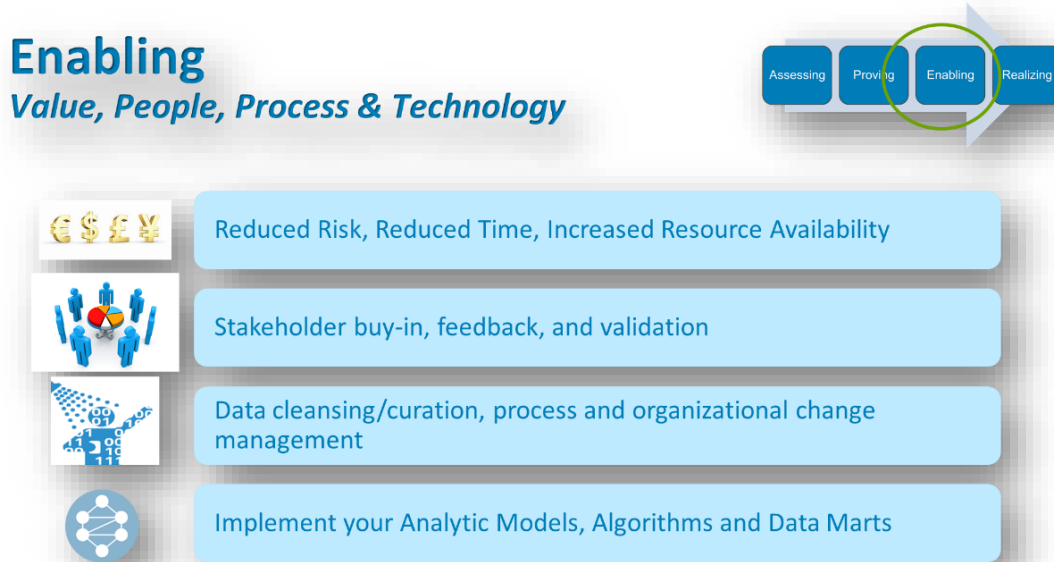 Enabling
Value, People, Process & Technology
Assessing
Proving
Enabling
Realizing
€ $ £ ¥
Reduced Risk, Reduced Time, Increased Resource Availability
Stakeholder buy-in, feedback, and validation
Data cleansing/curation, process and organizational change
management
Implement your Analytic Models, Algorithms and Data Marts